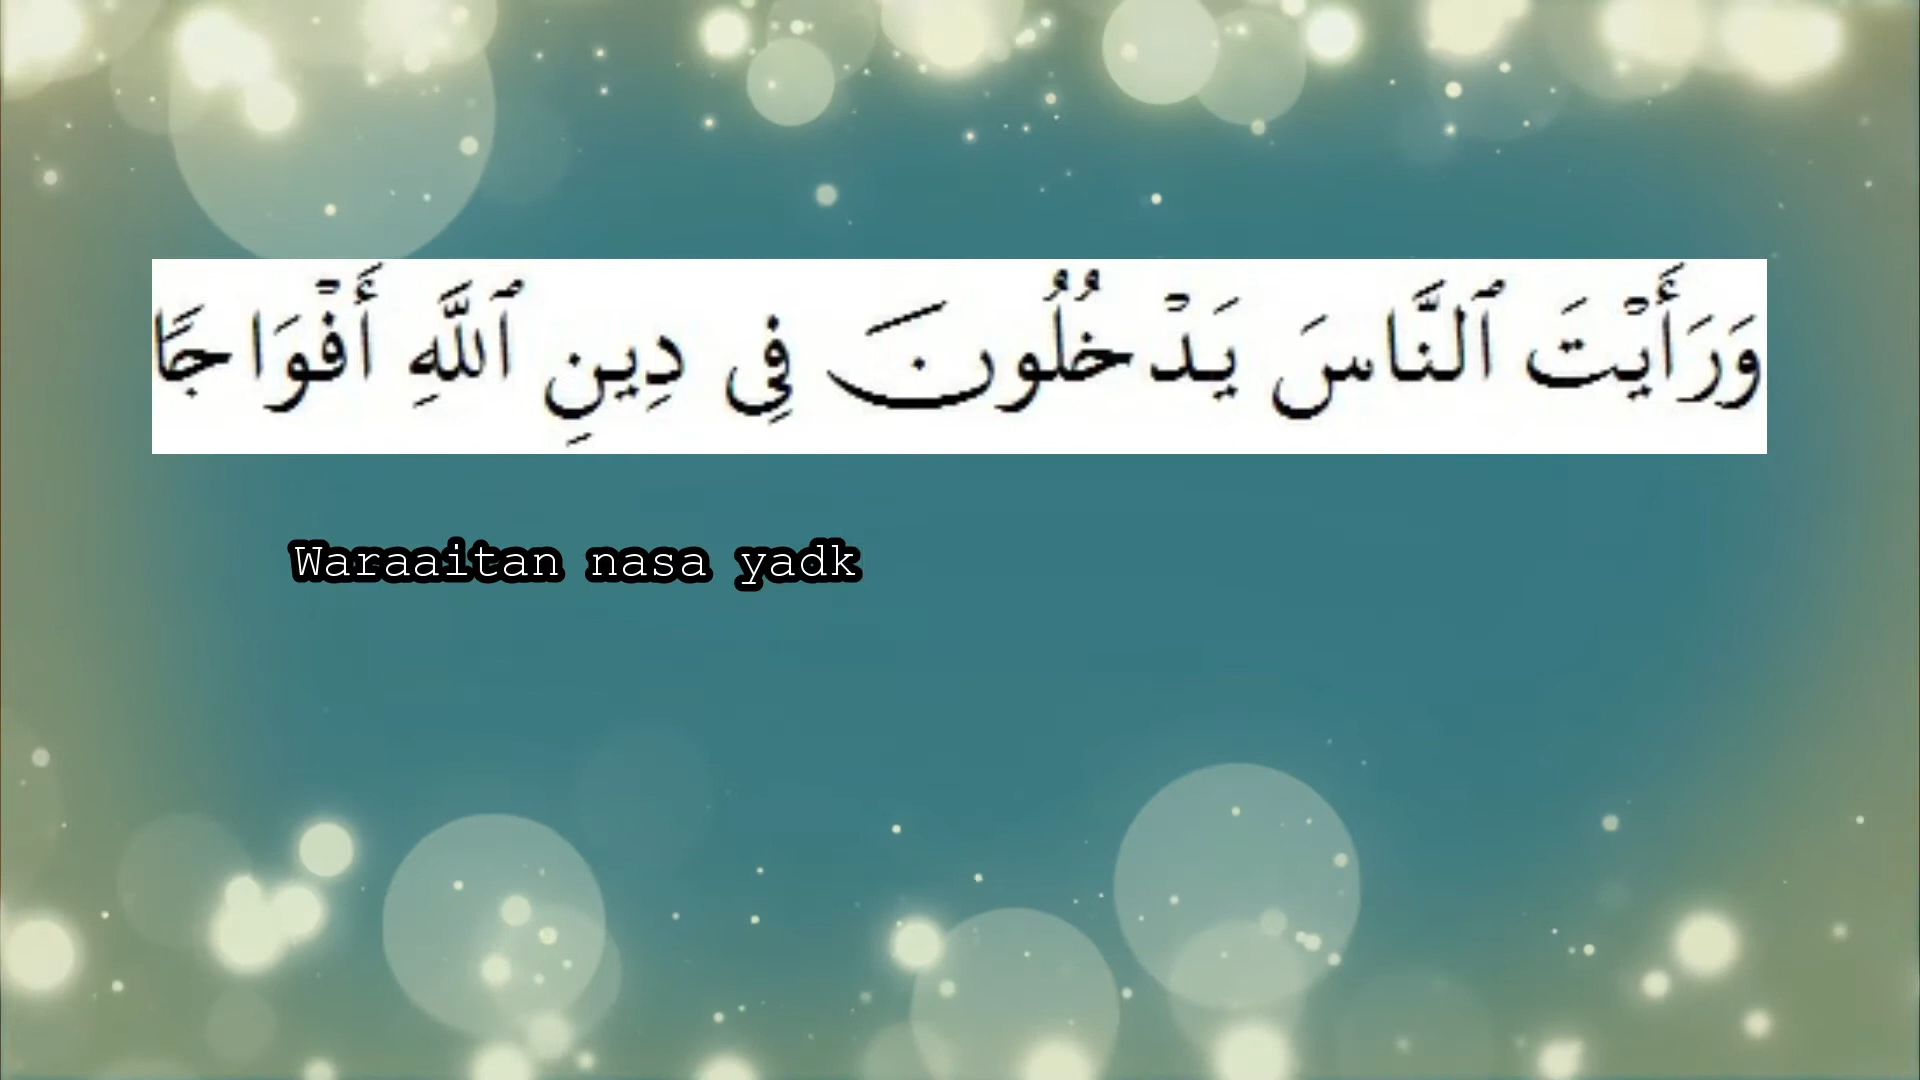 وَرَأَيْتَ ٱلنَّاسَ يَدْخُلُونَ فِى دِينِ ٱللَّهِ أَفْوَاجًا
Waraaitan nasa yadk